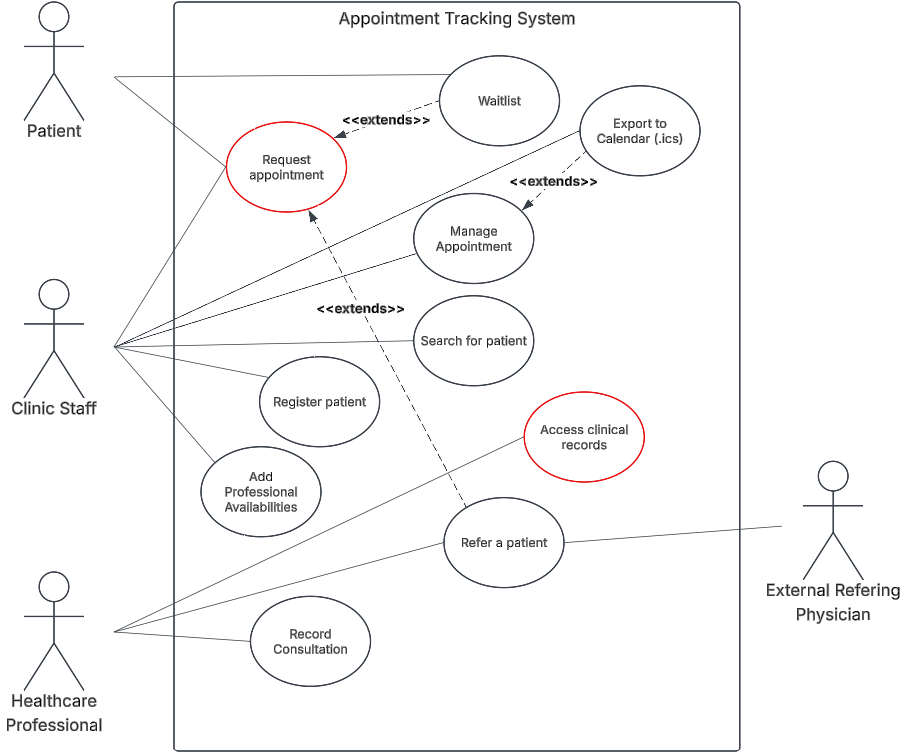 Appointment Tracking System
Patient
Waitlist
<<extends>>
Export to
Calendar (.ics)
Request
appointment
<<extends>>
Manage
Appointment
<<extends>>
Search for patient
Clinic Staff
Register patient
Access clinical
records
Add
Professional
Availabilities
Refer a patient
External Refering
Physician
Record
Consultation
Healthcare
Professional